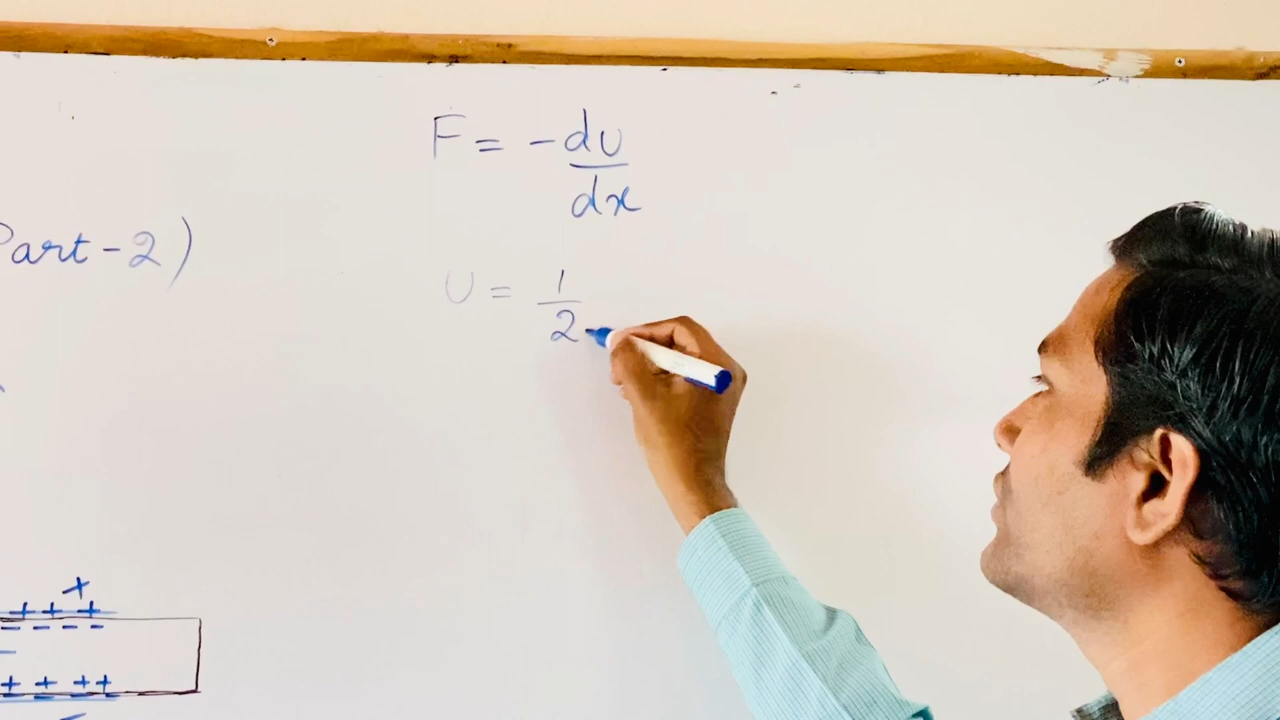 F = - du/dx
Part-2)
U = 1/2
+
+ + +
- - - -
-
+ + + +
-